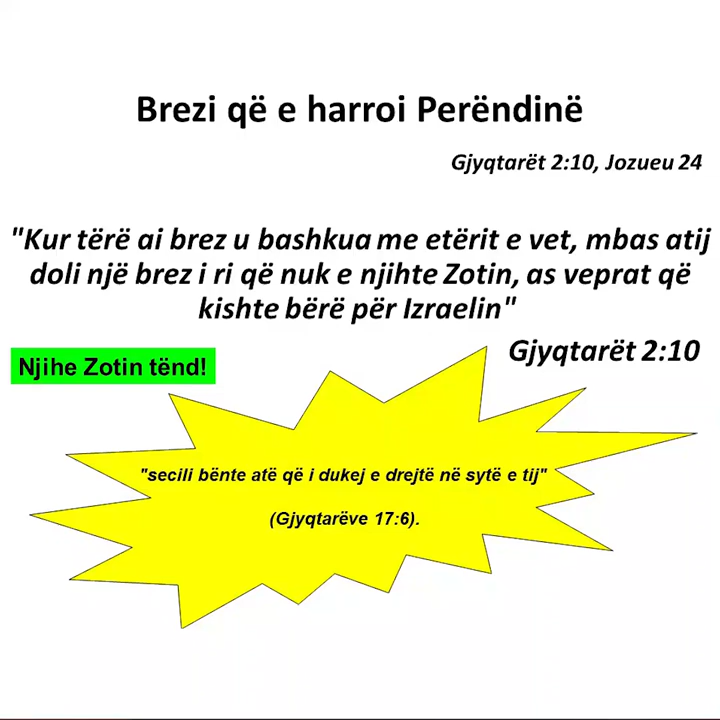 Brezi që e harroi Perëndinë
Gjyqtarët 2:10, Jozueu 24
"Kur tërë ai brez u bashkua me etërit e vet, mbas atij
doli një brez i ri që nuk e njihte Zotin, as veprat që
kishte bërë për Izraelin"
Gjyqtarët 2:10
Njihe Zotin tënd!
"secili bënte atë që i dukej e drejtë në sytë e tij"
(Gjyqtarëve 17:6).